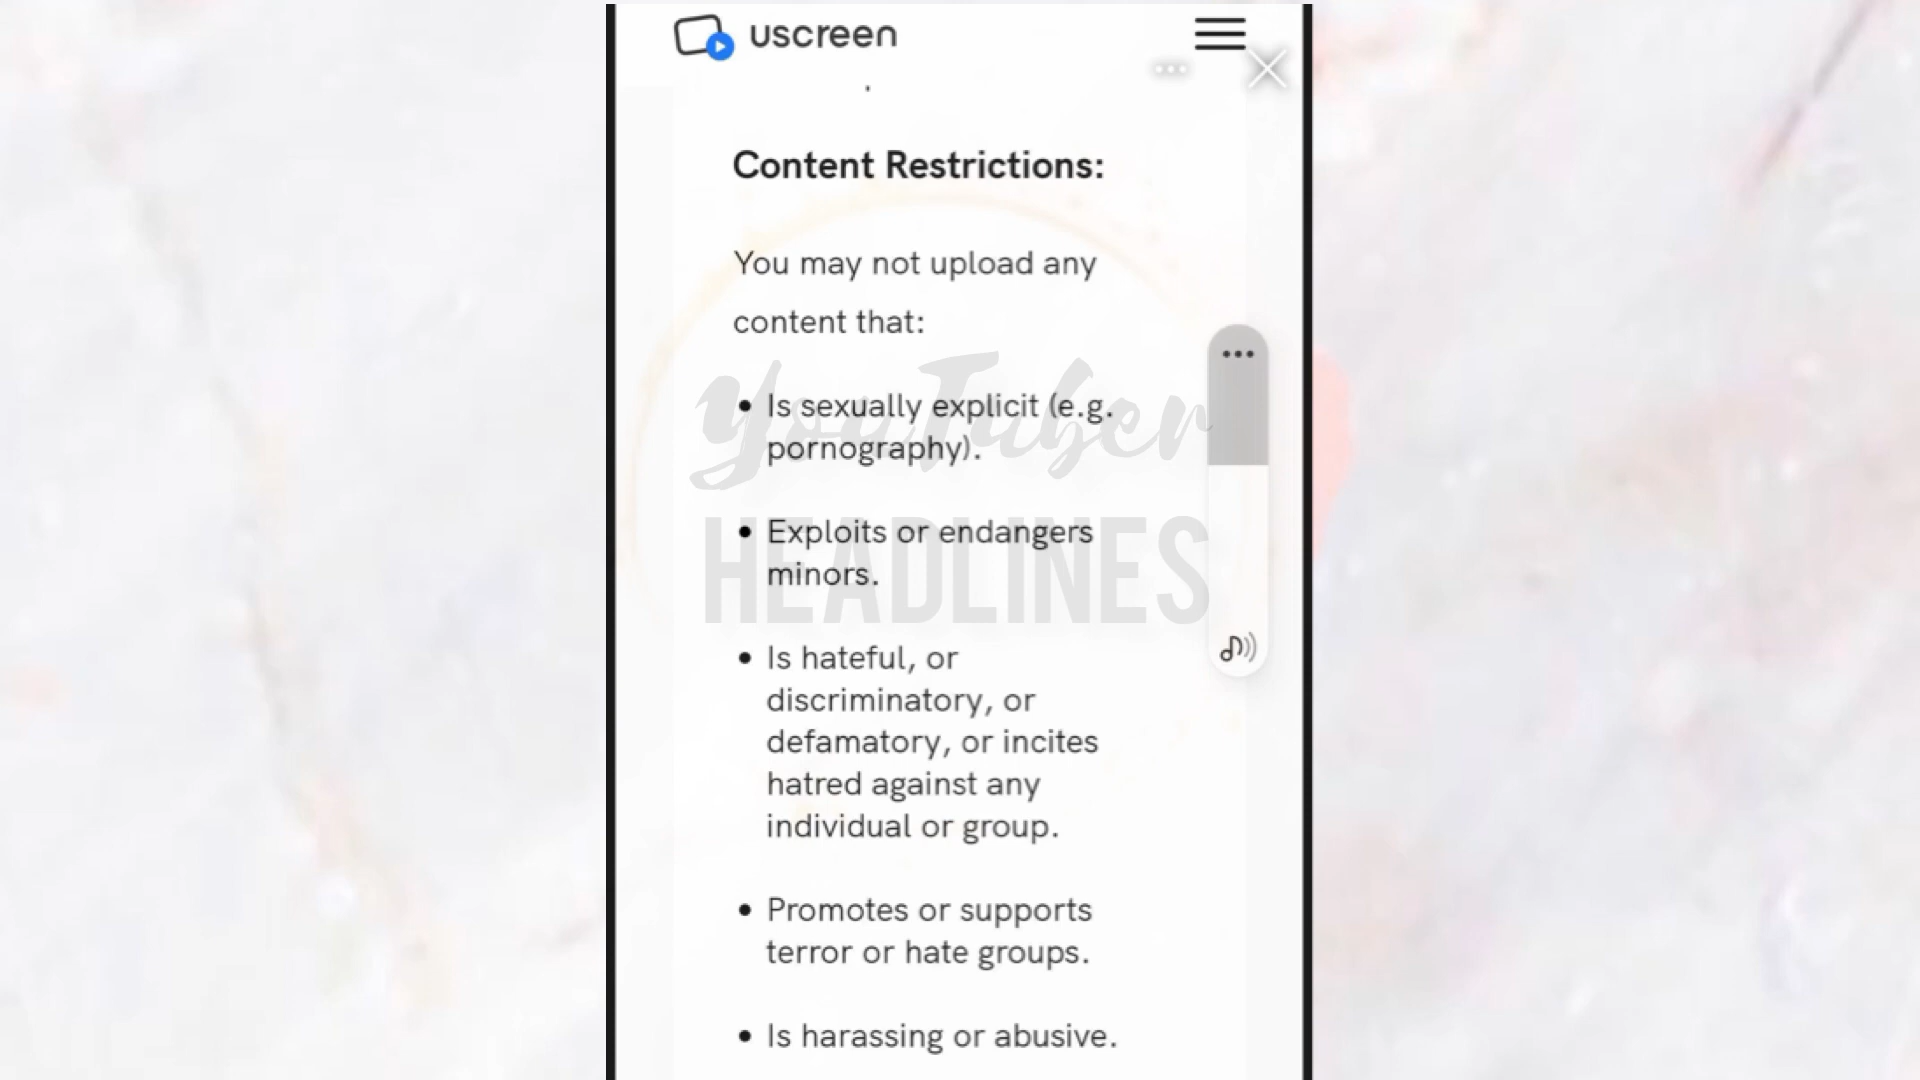 uscreen
Content Restrictions:
You may not upload any
content that:
• Is sexually explicit (e.g.
pornography).
• Exploits or endangers
minors.
• Is hateful, or
discriminatory, or
defamatory, or incites
hatred against any
individual or group.
• Promotes or supports
terror or hate groups.
• Is harassing or abusive.
YouTuber
HEADLINES